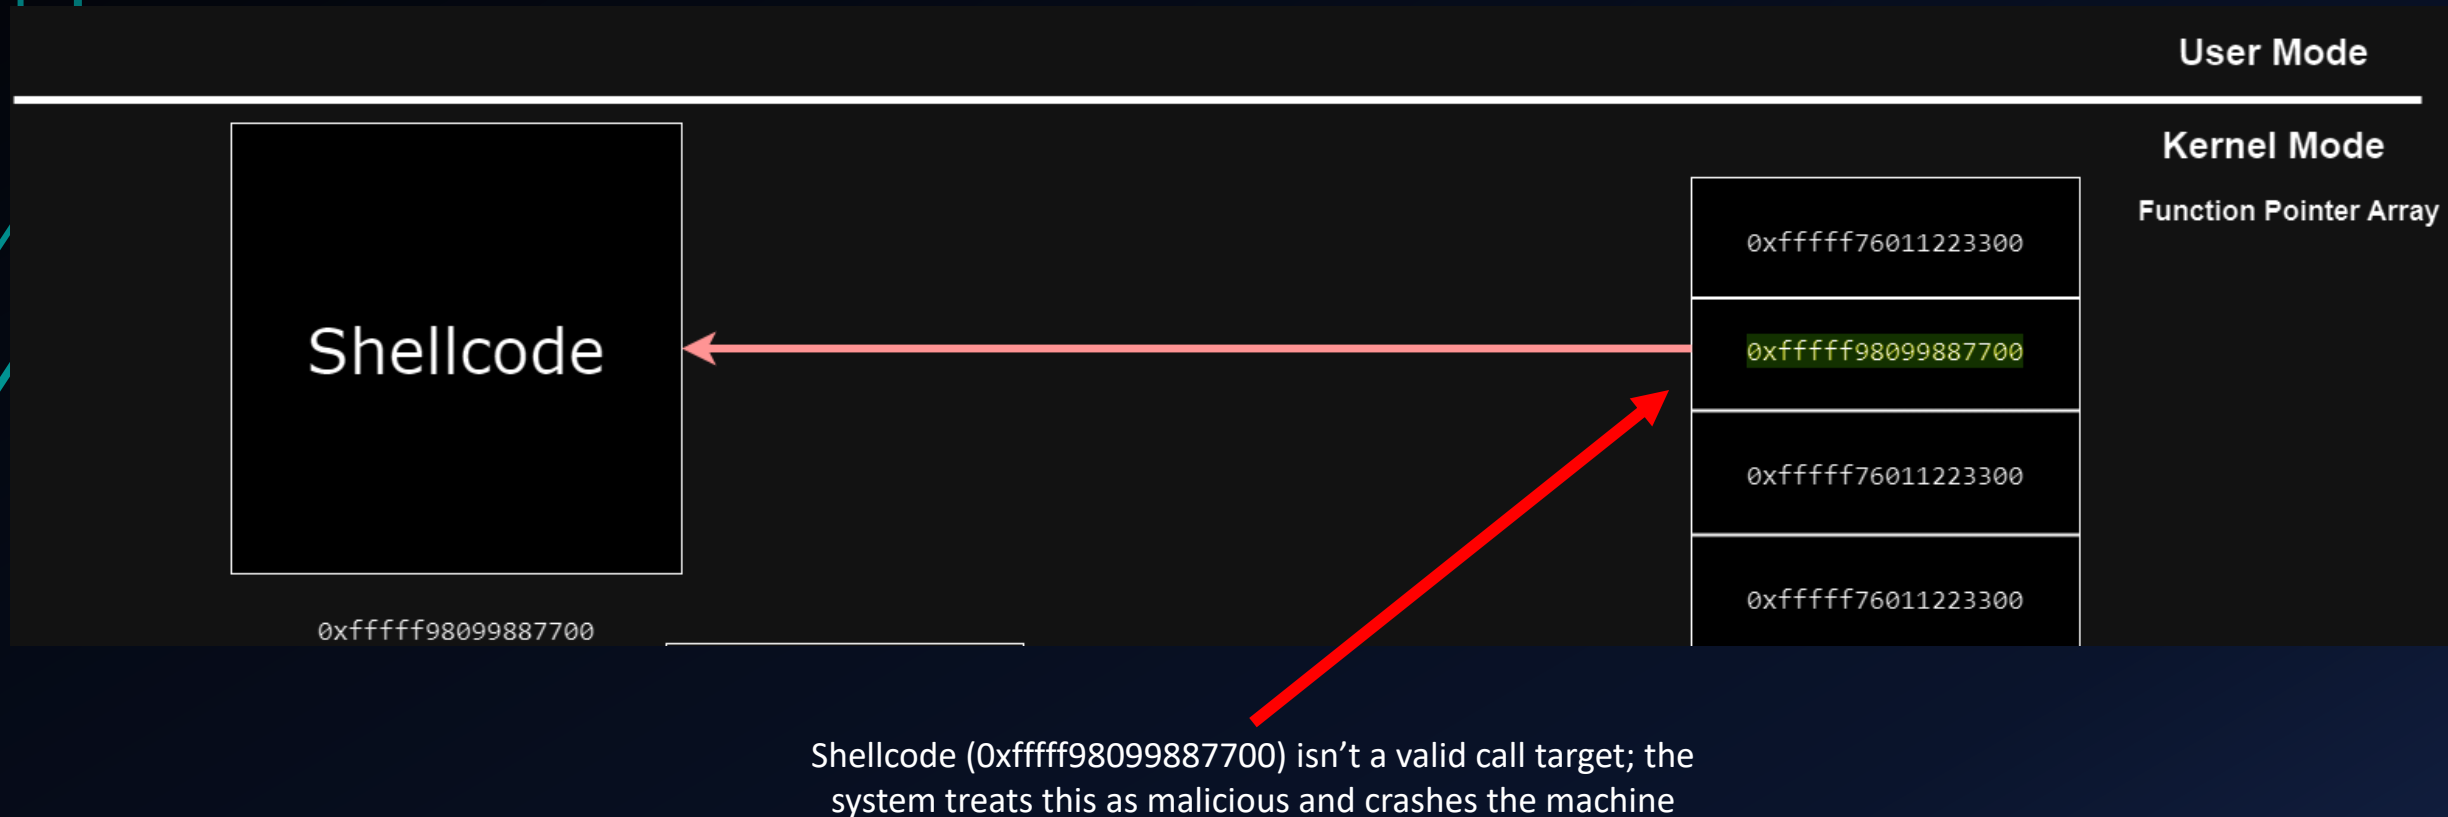 User Mode
Kernel Mode
Function Pointer Array
0xfffff76011223300
Shellcode
0xfffff98099887700
0xfffff76011223300
0xfffff76011223300
0xfffff98099887700
Shellcode (0xfffff98099887700) isn’t a valid call target; the
system treats this as malicious and crashes the machine